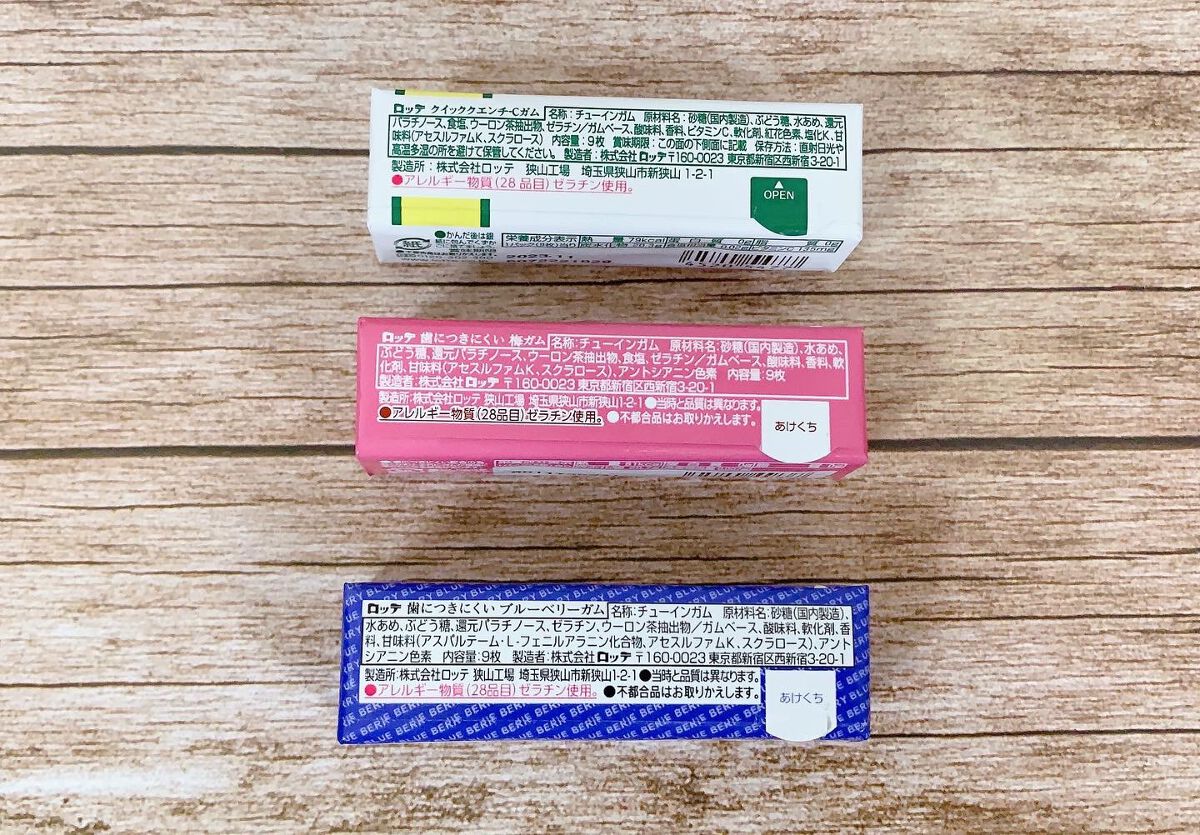 ロッテ クイッククエンチ-Cガム 名称:チューインガム 原材料名:砂糖(国内製造)、ぶどう糖、水あめ、還元
パラチノース、食塩、ウーロン茶抽出物、ゼラチン/ガムベース、酸味料、香料、ビタミンC、軟化剤、紅花色素、塩化K、甘
味料(アセスルファムK、スクラロース) 内容量:9枚 賞味期限:この面の下側面に記載 保存方法:直射日光や
高温多湿の所を避けて保管してください。 製造者:株式会社ロッテ 〒160-0023 東京都新宿区西新宿3-20-1
製造所:株式会社ロッテ 狭山工場 埼玉県狭山市新狭山1-2-1
●アレルギー物質(28品目)ゼラチン使用。
OPEN
●かんだ後は銀
紙に包んでくずか
栄養成分表示 熱量 79kcal
2023.11
ロッテ 歯につきにくい 梅ガム 名称:チューインガム 原材料名:砂糖(国内製造)、水あめ、
ぶどう糖、還元パラチノース、ウーロン茶抽出物、食塩、ゼラチン/ガムベース、酸味料、香料、軟
化剤、甘味料(アセスルファムK、スクラロース)、アントシアニン色素 内容量:9枚
製造者:株式会社ロッテ 〒160-0023 東京都新宿区西新宿3-20-1
製造所:株式会社ロッテ 狭山工場 埼玉県狭山市新狭山1-2-1 ●当時と品質は異なります。
●アレルギー物質(28品目)ゼラチン使用。 ●不都合品はお取りかえします。
あけくち
ロッテ 歯につきにくい ブルーベリーガム 名称:チューインガム 原材料名:砂糖(国内製造)、
水あめ、ぶどう糖、還元パラチノース、ゼラチン、ウーロン茶抽出物/ガムベース、酸味料、軟化剤、香
料、甘味料(アスパルテーム・L-フェニルアラニン化合物、アセスルファムK、スクラロース)、アント
シアニン色素 内容量:9枚 製造者:株式会社ロッテ 〒160-0023 東京都新宿区西新宿3-20-1
製造所:株式会社ロッテ 狭山工場 埼玉県狭山市新狭山1-2-1 ●当時と品質は異なります。
●アレルギー物質(28品目)ゼラチン使用。 ●不都合品はお取りかえします。
あけくち